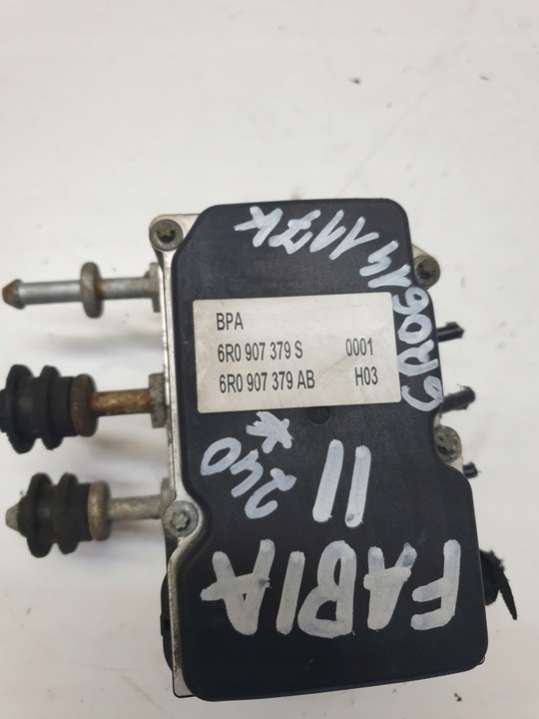 6R0614117K
BPA
6R0 907 379 S 0001
6R0 907 379 AB H03
240
*
II
FABIA